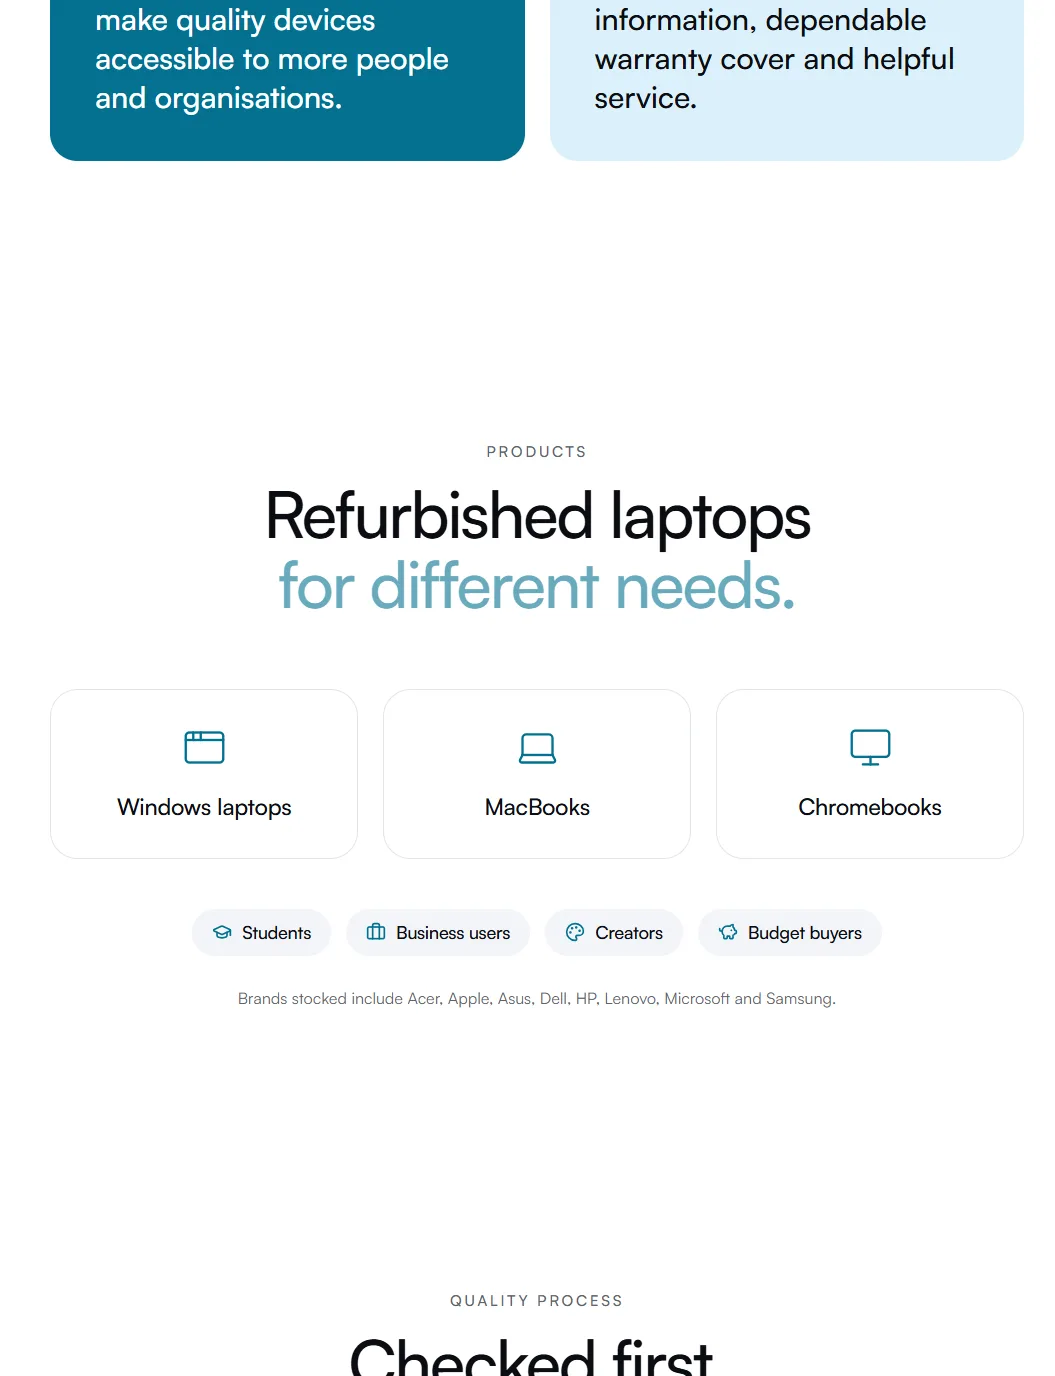 make quality devices
accessible to more people
and organisations.
information, dependable
warranty cover and helpful
service.
PRODUCTS
Refurbished laptops
for different needs.
Windows laptops
MacBooks
Chromebooks
Students
Business users
Creators
Budget buyers
Brands stocked include Acer, Apple, Asus, Dell, HP, Lenovo, Microsoft and Samsung.
QUALITY PROCESS
Checked first